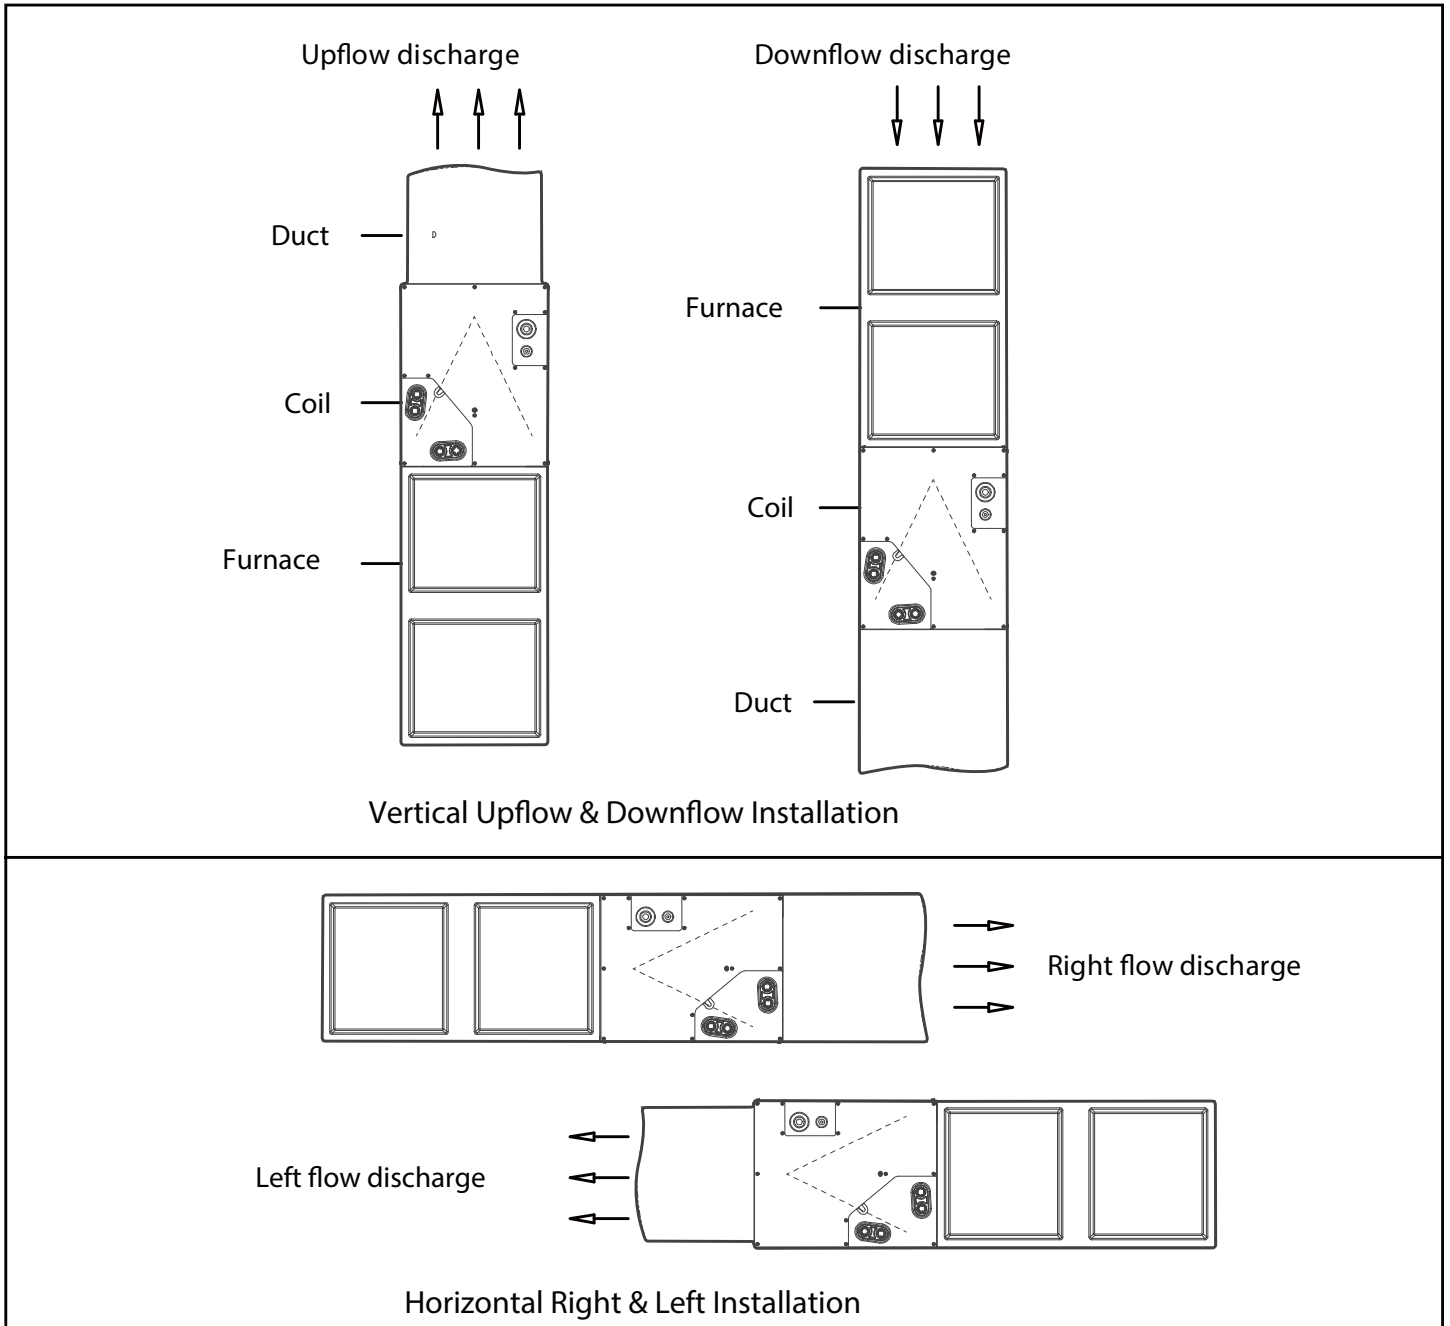 Upflow discharge
Downflow discharge
Duct
Coil
Furnace
Furnace
Coil
Duct
Vertical Upflow & Downflow Installation
Right flow discharge
Left flow discharge
Horizontal Right & Left Installation